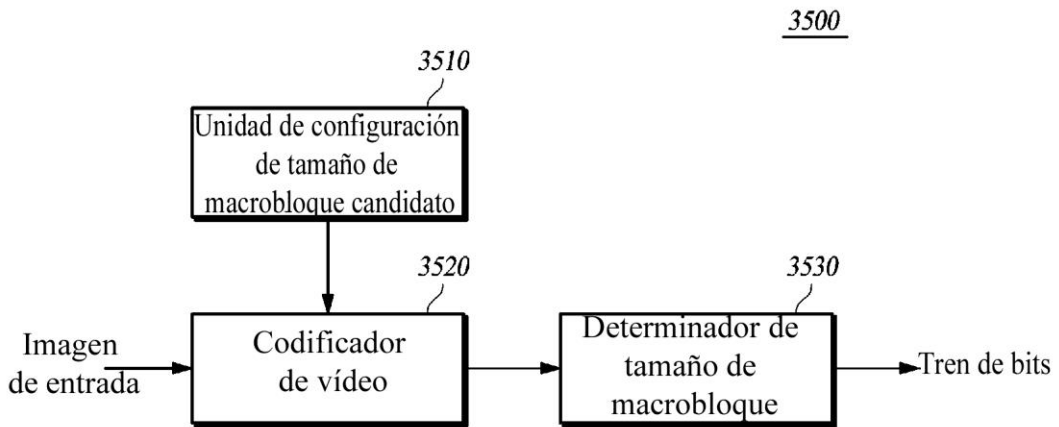 3500
3510
Unidad de configuración
de tamaño de
macrobloque candidato
3520
3530
Imagen
de entrada
Codificador
de vídeo
Determinador de
tamaño de
macrobloque
Tren de bits